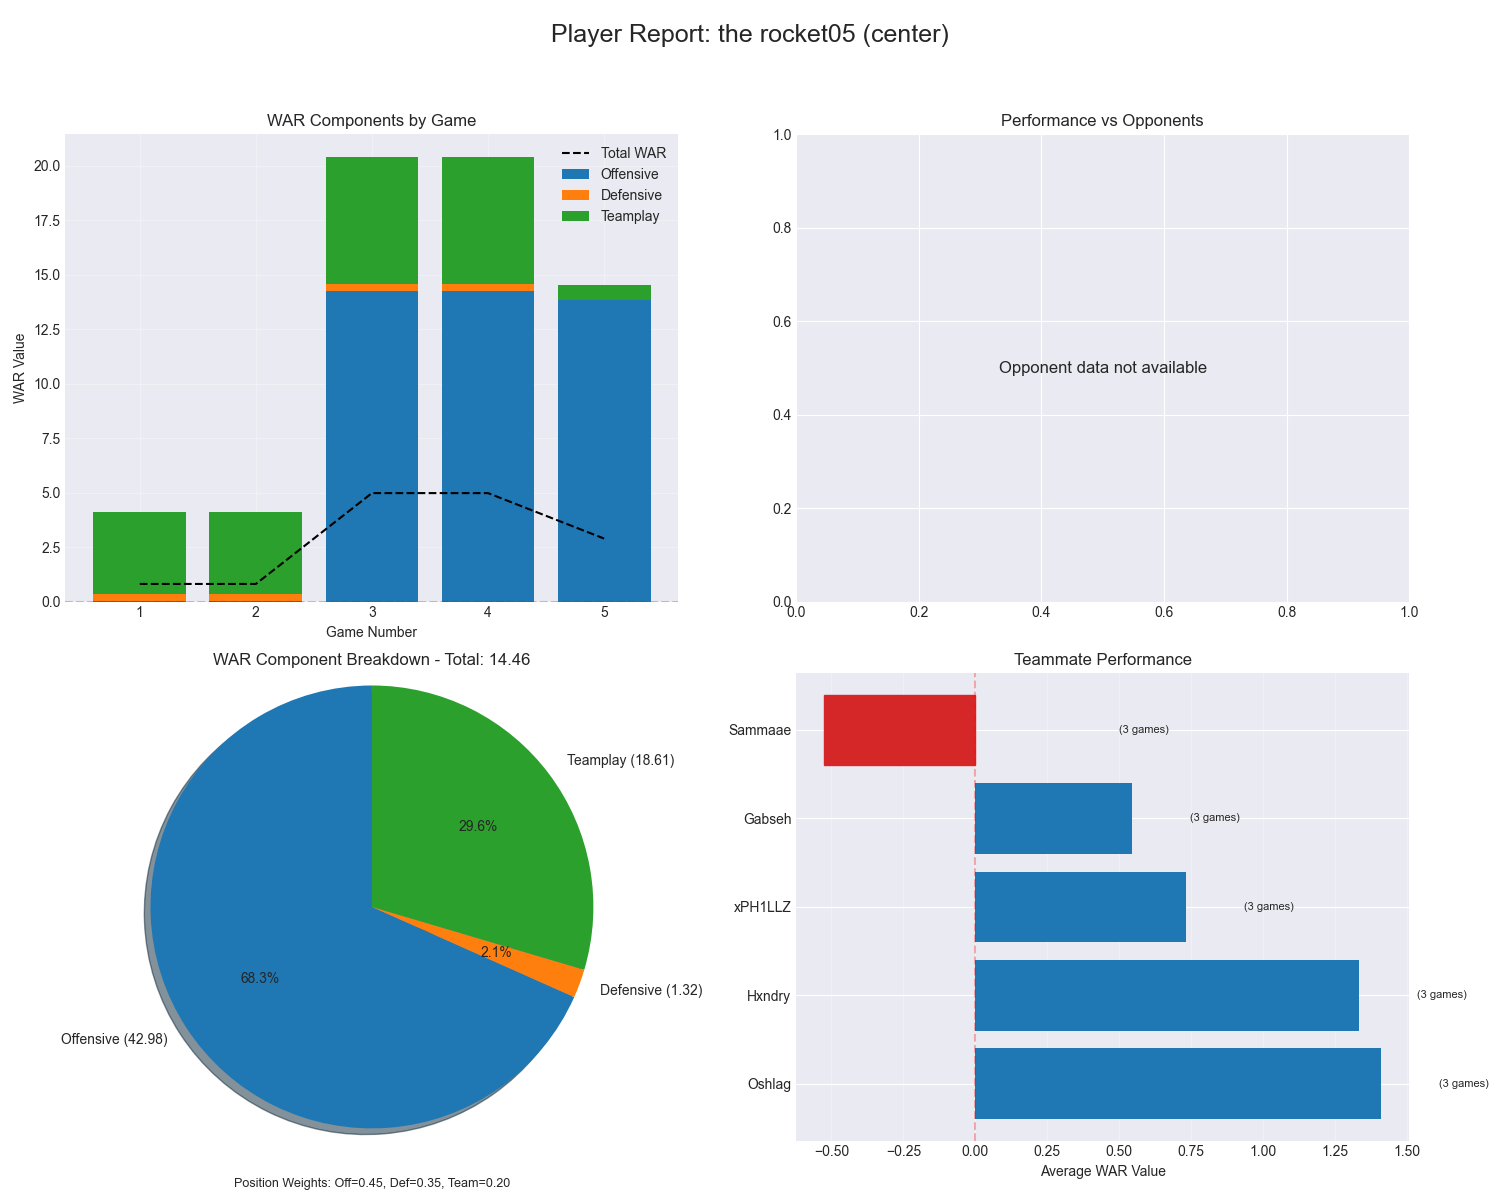 Player Report: the rocket05 (center)
WAR Components by Game
Total WAR
Offensive
Defensive
Teamplay
20.0
17.5
15.0
12.5
10.0
7.5
5.0
2.5
0.0
WAR Value
1 2 3 4 5
Game Number
Performance vs Opponents
1.0
0.8
0.6
0.4
0.2
0.0
Opponent data not available
0.0 0.2 0.4 0.6 0.8 1.0
WAR Component Breakdown - Total: 14.46
Teamplay (18.61)
29.6%
2.1%
68.3%
Defensive (1.32)
Offensive (42.98)
Position Weights: Off=0.45, Def=0.35, Team=0.20
Teammate Performance
Sammaae (3 games)
Gabseh (3 games)
xPH1LLZ (3 games)
Hxndry (3 games)
Oshlag (3 games)
−0.50 −0.25 0.00 0.25 0.50 0.75 1.00 1.25 1.50
Average WAR Value